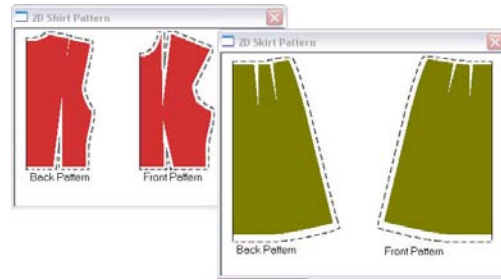 2D Shirt Pattern
Back Pattern
Front Pattern
2D Skirt Pattern
Back Pattern
Front Pattern